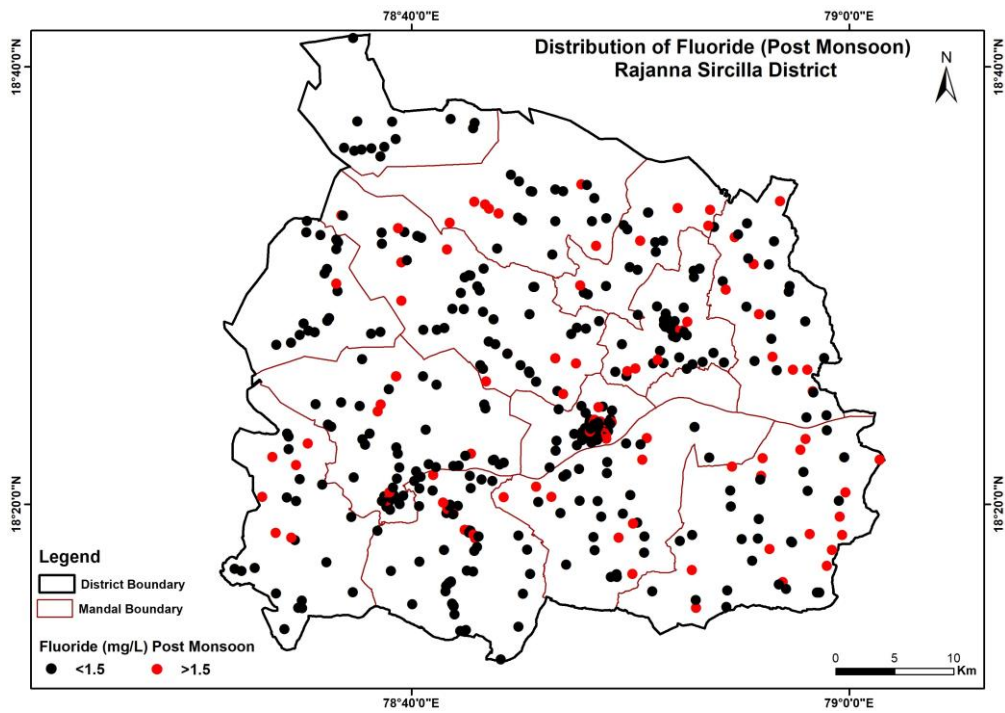 78°40'0"E
79°0'0"E
Distribution of Fluoride (Post Monsoon)
Rajanna Sircilla District
18°40'0"N
18°40'0"N
N
18°20'0"N
18°20'0"N
Legend
District Boundary
Mandal Boundary
Fluoride (mg/L) Post Monsoon
<1.5
>1.5
0 5 10
Km
78°40'0"E
79°0'0"E